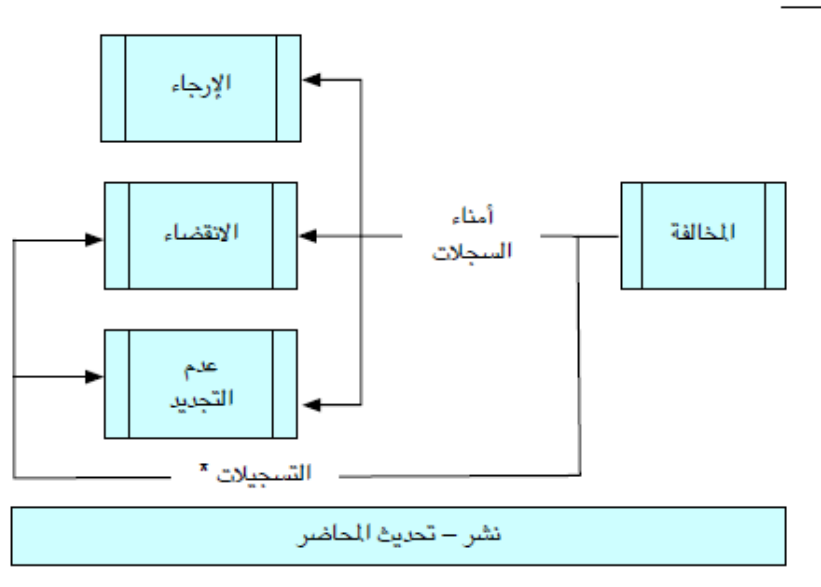 الإرجاء
أمناء
السجلات
المخالفة
الانقضاء
عدم
التجديد
التسجيلات *
نشر – تحديث المحاضر